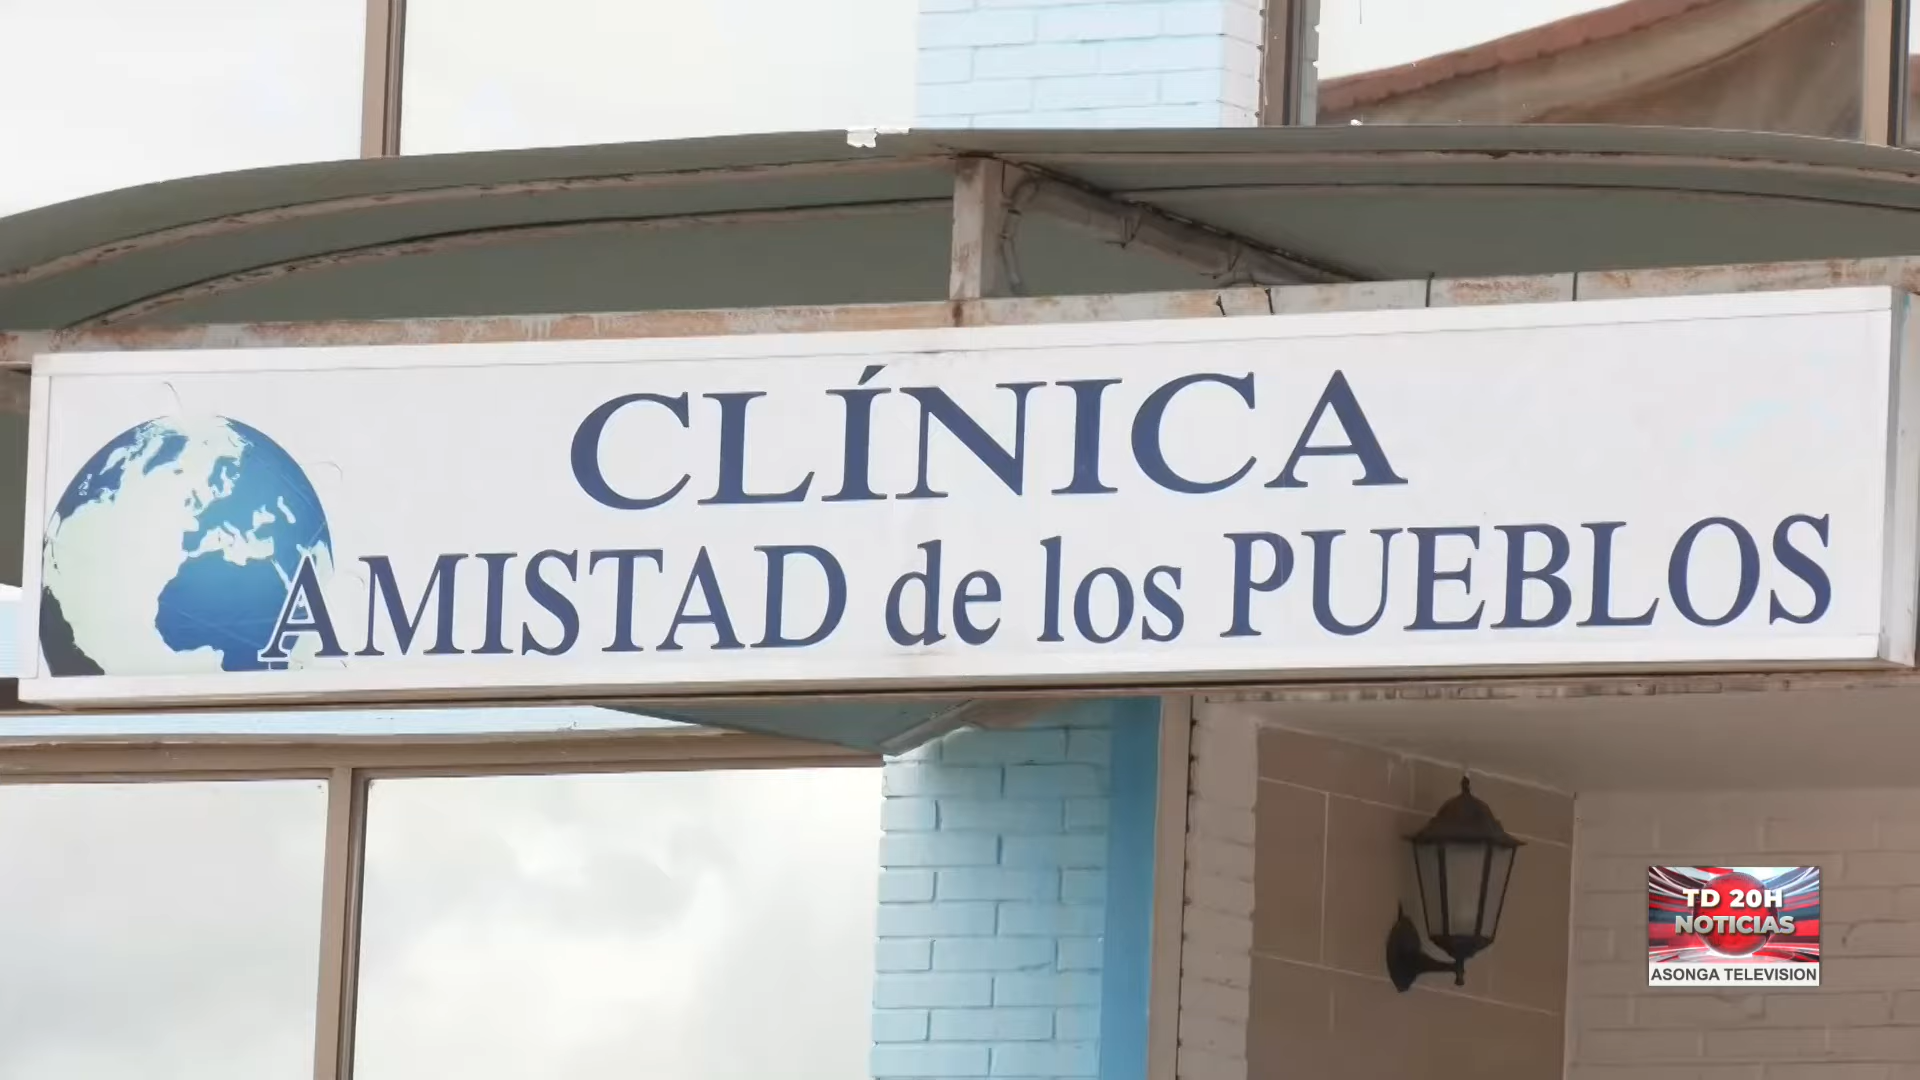 CLÍNICA
AMISTAD de los PUEBLOS
TD 20H
NOTICIAS
ASONGA TELEVISION